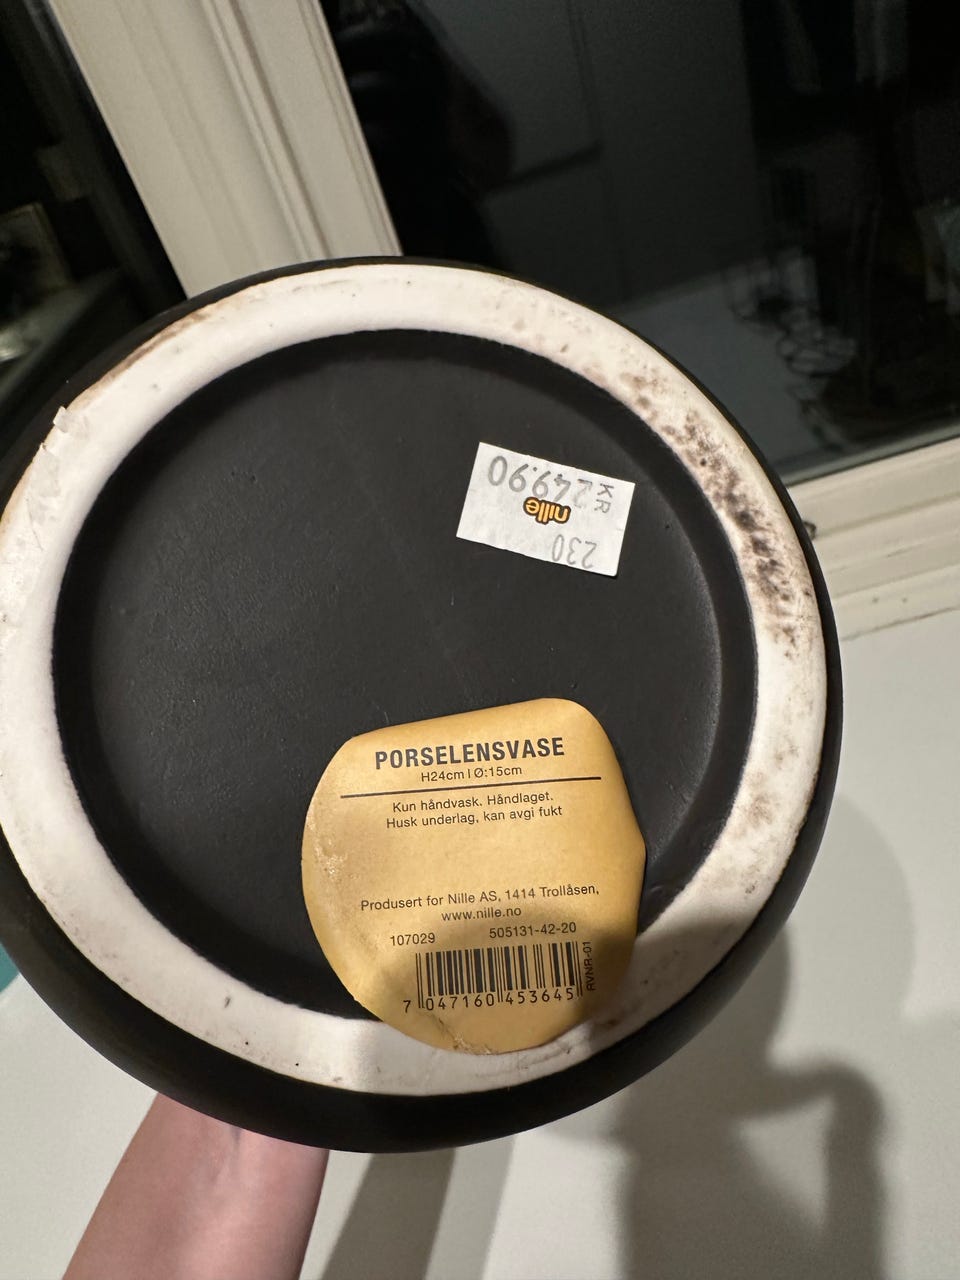 KR 249.90
nille
230
PORSELENSVASE
H24cm | Ø:15cm
Kun håndvask. Håndlaget.
Husk underlag, kan avgi fukt
Produsert for Nille AS, 1414 Trollåsen,
www.nille.no
107029 505131-42-20
7 047160 453645
RVNR-01